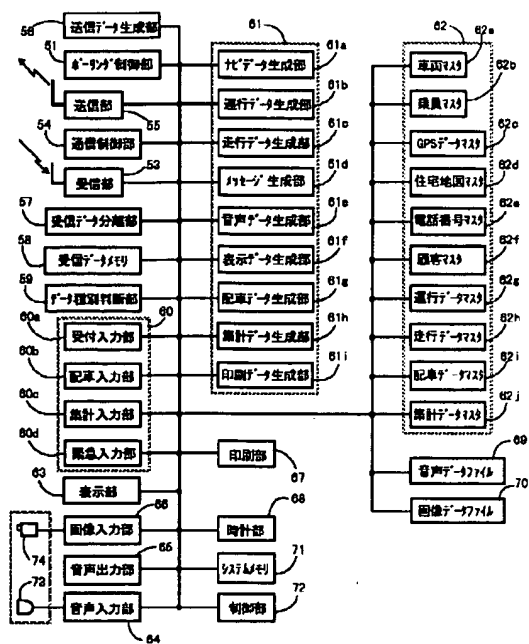 56
送信データ生成部
51
ポーリング制御部
送信部
55
54
通信制御部
受信部
53
57
受信データ分離部
58
受信データメモリ
59
データ種別判断部
60
60a
受付入力部
60b
配車入力部
60c
集計入力部
60d
緊急入力部
63
表示部
66
画像入力部
74
65
音声出力部
73
音声入力部
64
61
ナビデータ生成部
61a
運行データ生成部
61b
走行データ生成部
61c
メッセージ生成部
61d
音声データ生成部
61e
表示データ生成部
61f
配車データ生成部
61g
集計データ生成部
61h
印刷データ生成部
61i
印刷部
67
時計部
68
システムメモリ
71
制御部
72
62
車両マスタ
62a
乗員マスタ
62b
GPSデータマスタ
62c
住宅地図マスタ
62d
電話番号マスタ
62e
顧客マスタ
62f
運行データマスタ
62g
走行データマスタ
62h
配車データマスタ
62i
集計データマスタ
62j
69
音声データファイル
70
画像データファイル